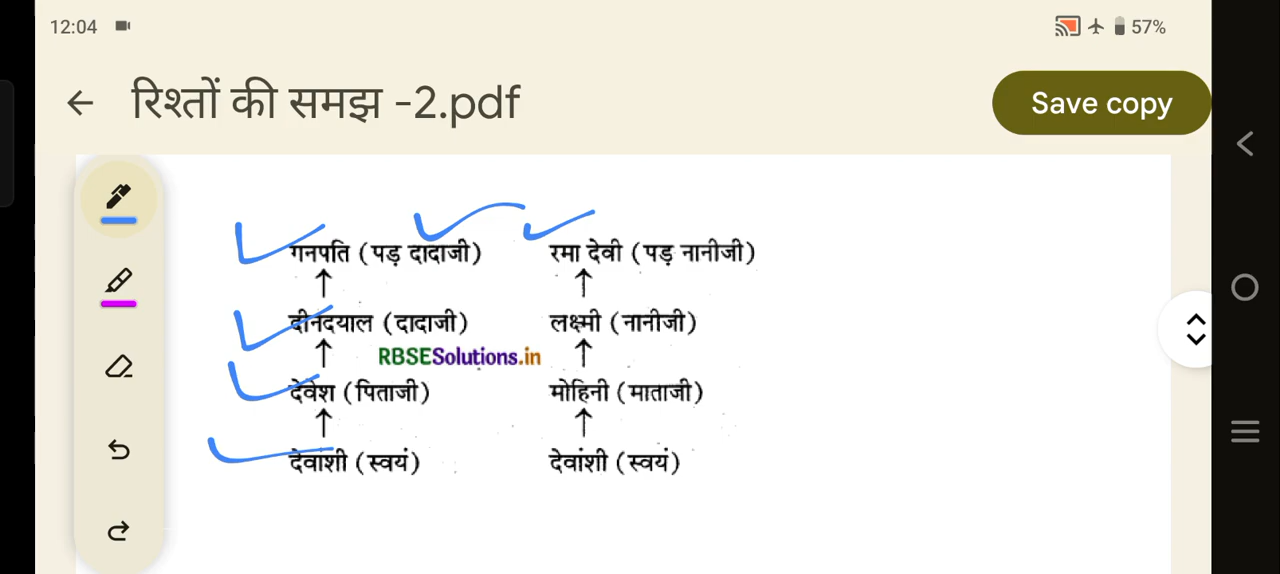 12:04
57%
रिश्तों की समझ -2.pdf
Save copy
गनपति (पड़ दादाजी) रमा देवी (पड़ नानीजी)
दीनदयाल (दादाजी) लक्ष्मी (नानीजी)
RBSESolutions.in
देवेश (पिताजी) मोहिनी (माताजी)
देवाशी (स्वयं) देवांशी (स्वयं)